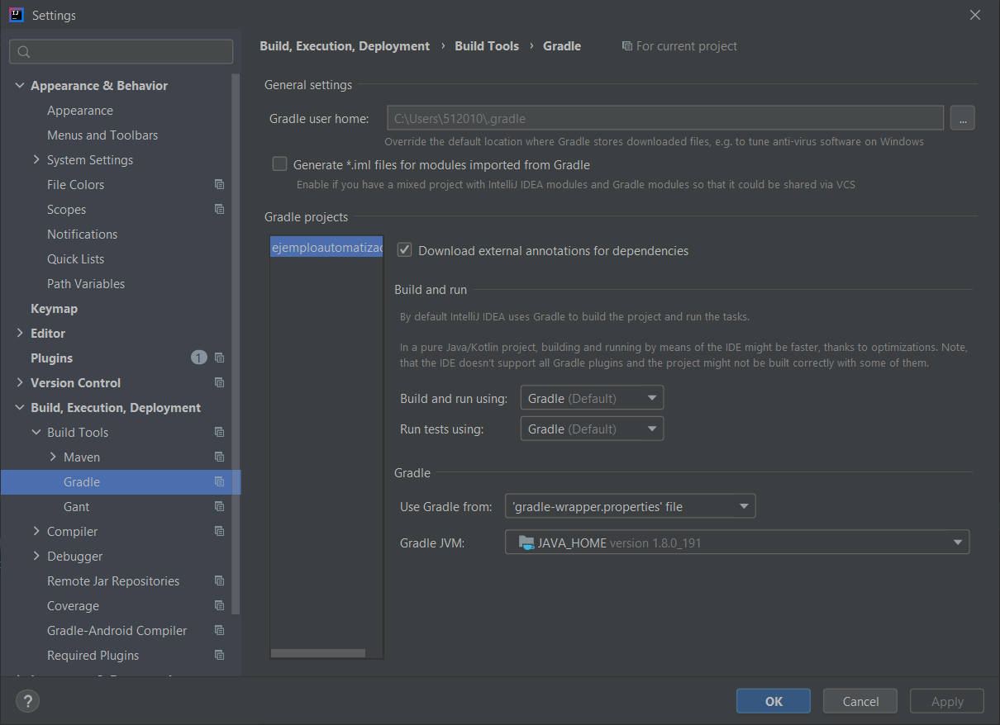 Settings
Appearance & Behavior
Appearance
Menus and Toolbars
System Settings
File Colors
Scopes
Notifications
Quick Lists
Path Variables
Keymap
Editor
Plugins 1
Version Control
Build, Execution, Deployment
Build Tools
Maven
Gradle
Gant
Compiler
Debugger
Remote Jar Repositories
Coverage
Gradle-Android Compiler
Required Plugins
Build, Execution, Deployment › Build Tools › Gradle For current project
General settings
Gradle user home: C:\Users\512010\.gradle ...
Override the default location where Gradle stores downloaded files, e.g. to tune anti-virus software on Windows
Generate *.iml files for modules imported from Gradle
Enable if you have a mixed project with IntelliJ IDEA modules and Gradle modules so that it could be shared via VCS
Gradle projects
ejemploautomatizac
Download external annotations for dependencies
Build and run
By default IntelliJ IDEA uses Gradle to build the project and run the tasks.
In a pure Java/Kotlin project, building and running by means of the IDE might be faster, thanks to optimizations. Note,
that the IDE doesn't support all Gradle plugins and the project might not be built correctly with some of them.
Build and run using: Gradle (Default)
Run tests using: Gradle (Default)
Gradle
Use Gradle from: 'gradle-wrapper.properties' file
Gradle JVM: JAVA_HOME version 1.8.0_191
?
OK
Cancel
Apply